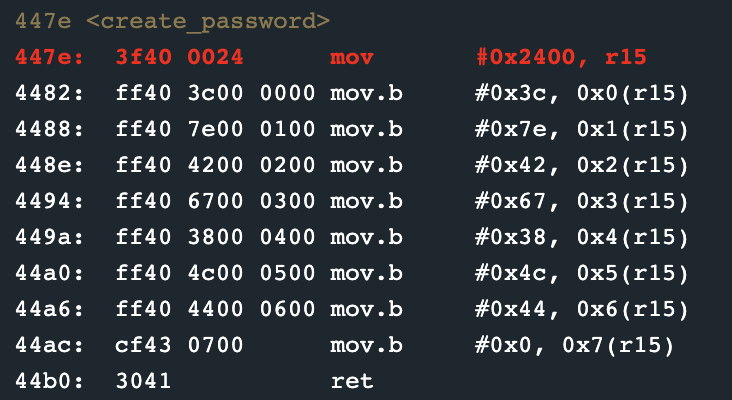 447e <create_password>
447e: 3f40 0024 mov #0x2400, r15
4482: ff40 3c00 0000 mov.b #0x3c, 0x0(r15)
4488: ff40 7e00 0100 mov.b #0x7e, 0x1(r15)
448e: ff40 4200 0200 mov.b #0x42, 0x2(r15)
4494: ff40 6700 0300 mov.b #0x67, 0x3(r15)
449a: ff40 3800 0400 mov.b #0x38, 0x4(r15)
44a0: ff40 4c00 0500 mov.b #0x4c, 0x5(r15)
44a6: ff40 4400 0600 mov.b #0x44, 0x6(r15)
44ac: cf43 0700 mov.b #0x0, 0x7(r15)
44b0: 3041 ret